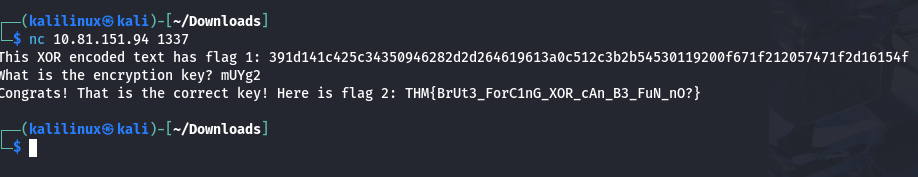 ┌──(kalilinux㉿kali)-[~/Downloads]
└─$ nc 10.81.151.94 1337
This XOR encoded text has flag 1: 391d141c425c34350946282d2d264619613a0c512c3b2b54530119200f671f212057471f2d16154f
What is the encryption key? mUYg2
Congrats! That is the correct key! Here is flag 2: THM{BrUt3_ForC1nG_XOR_cAn_B3_FuN_nO?}
┌──(kalilinux㉿kali)-[~/Downloads]
└─$